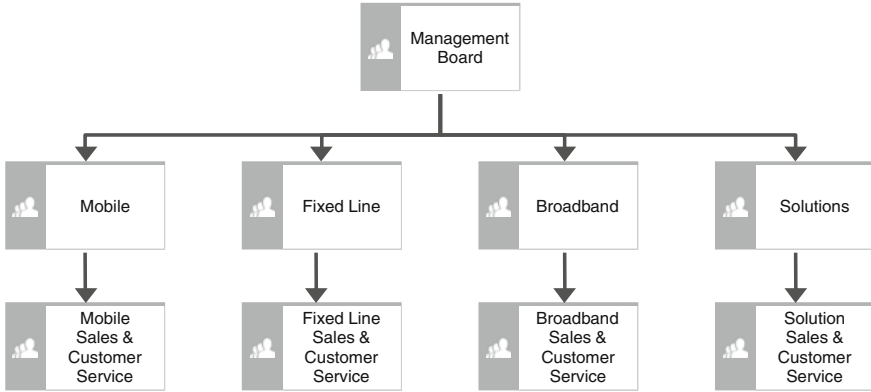 Management
Board
Mobile
Fixed Line
Broadband
Solutions
Mobile
Sales &
Customer
Service
Fixed Line
Sales &
Customer
Service
Broadband
Sales &
Customer
Service
Solution
Sales &
Customer
Service